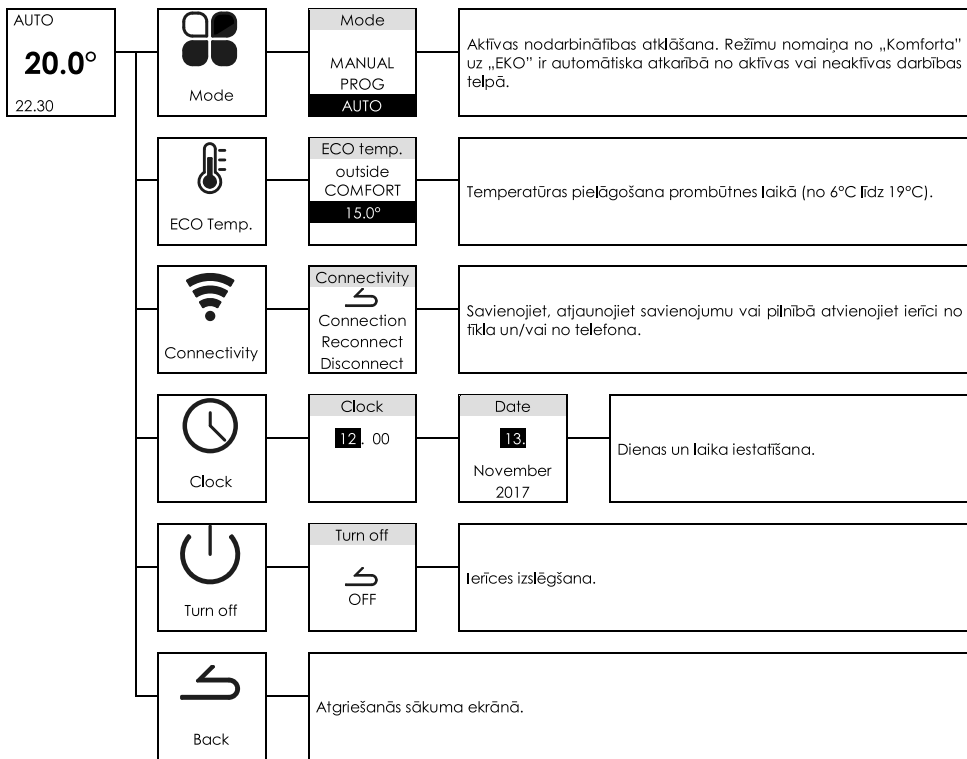 AUTO
20.0°
22.30
Mode
Mode
MANUAL
PROG
AUTO
Aktīvas nodarbinātības atklāšana. Režīmu nomaiņa no „Komforta”
uz „EKO” ir automātiska atkarībā no aktīvas vai neaktīvas darbības
telpā.
ECO Temp.
ECO temp.
outside
COMFORT
15.0°
Temperatūras pielāgošana prombūtnes laikā (no 6°C līdz 19°C).
Connectivity
Connectivity
Connection
Reconnect
Disconnect
Savienojiet, atjaunojiet savienojumu vai pilnībā atvienojiet ierīci no
tīkla un/vai no telefona.
Clock
Clock
12. 00
Date
13.
November
2017
Dienas un laika iestatīšana.
Turn off
Turn off
OFF
Ierīces izslēgšana.
Back
Atgriešanās sākuma ekrānā.